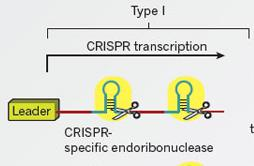 Type I
CRISPR transcription
Leader
CRISPR-
specific endoribonuclease
t